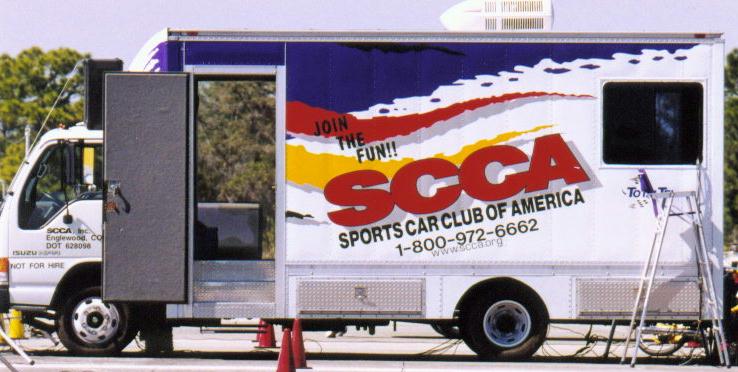 JOIN
THE
FUN!!
SCCA
SPORTS CAR CLUB OF AMERICA
1-800-972-6662
www.scca.org
SCCA, Inc.
Englewood, CO
DOT 628098
ISUZU
NOT FOR HIRE